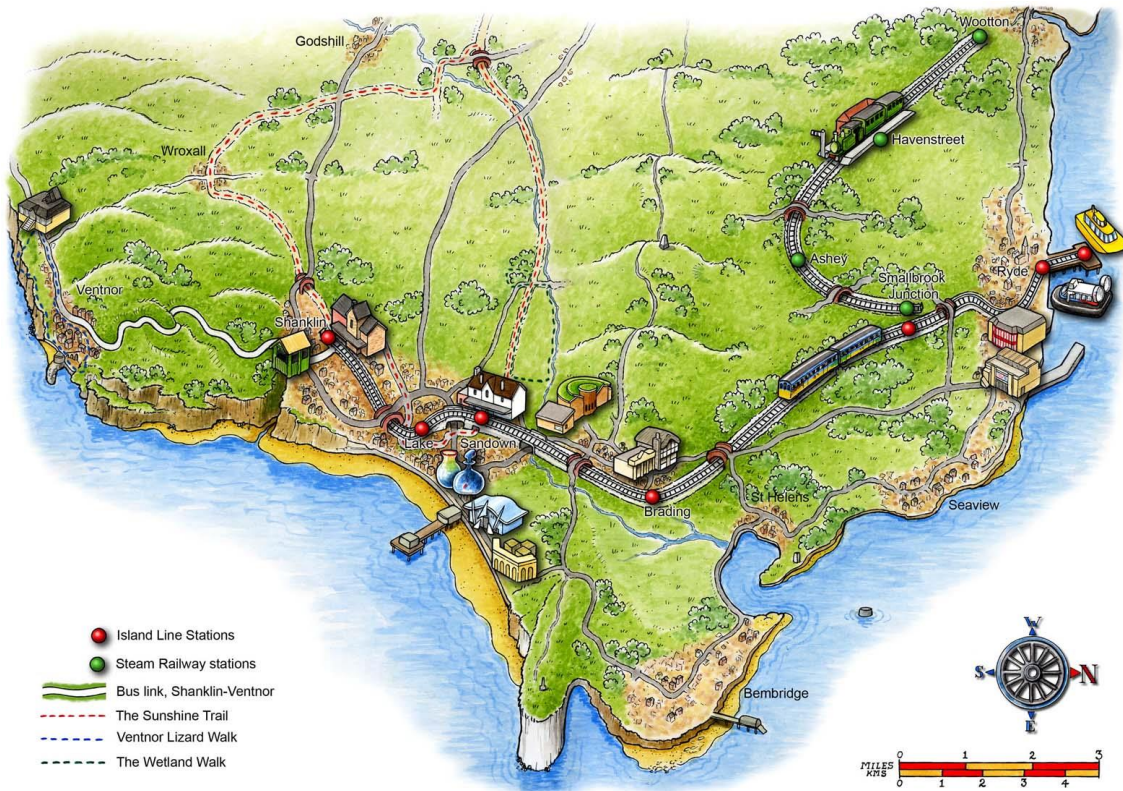 Wootton
Godshill
Havenstreet
Wroxall
Ashey
Smallbrook
Junction
Ryde
Ventnor
Shanklin
Lake
Sandown
Brading
St Helens
Seaview
Bembridge
Island Line Stations
Steam Railway stations
Bus link, Shanklin-Ventnor
The Sunshine Trail
Ventnor Lizard Walk
The Wetland Walk
W
S
N
E
0 1 2 3
MILES
KMS
0 1 2 3 4